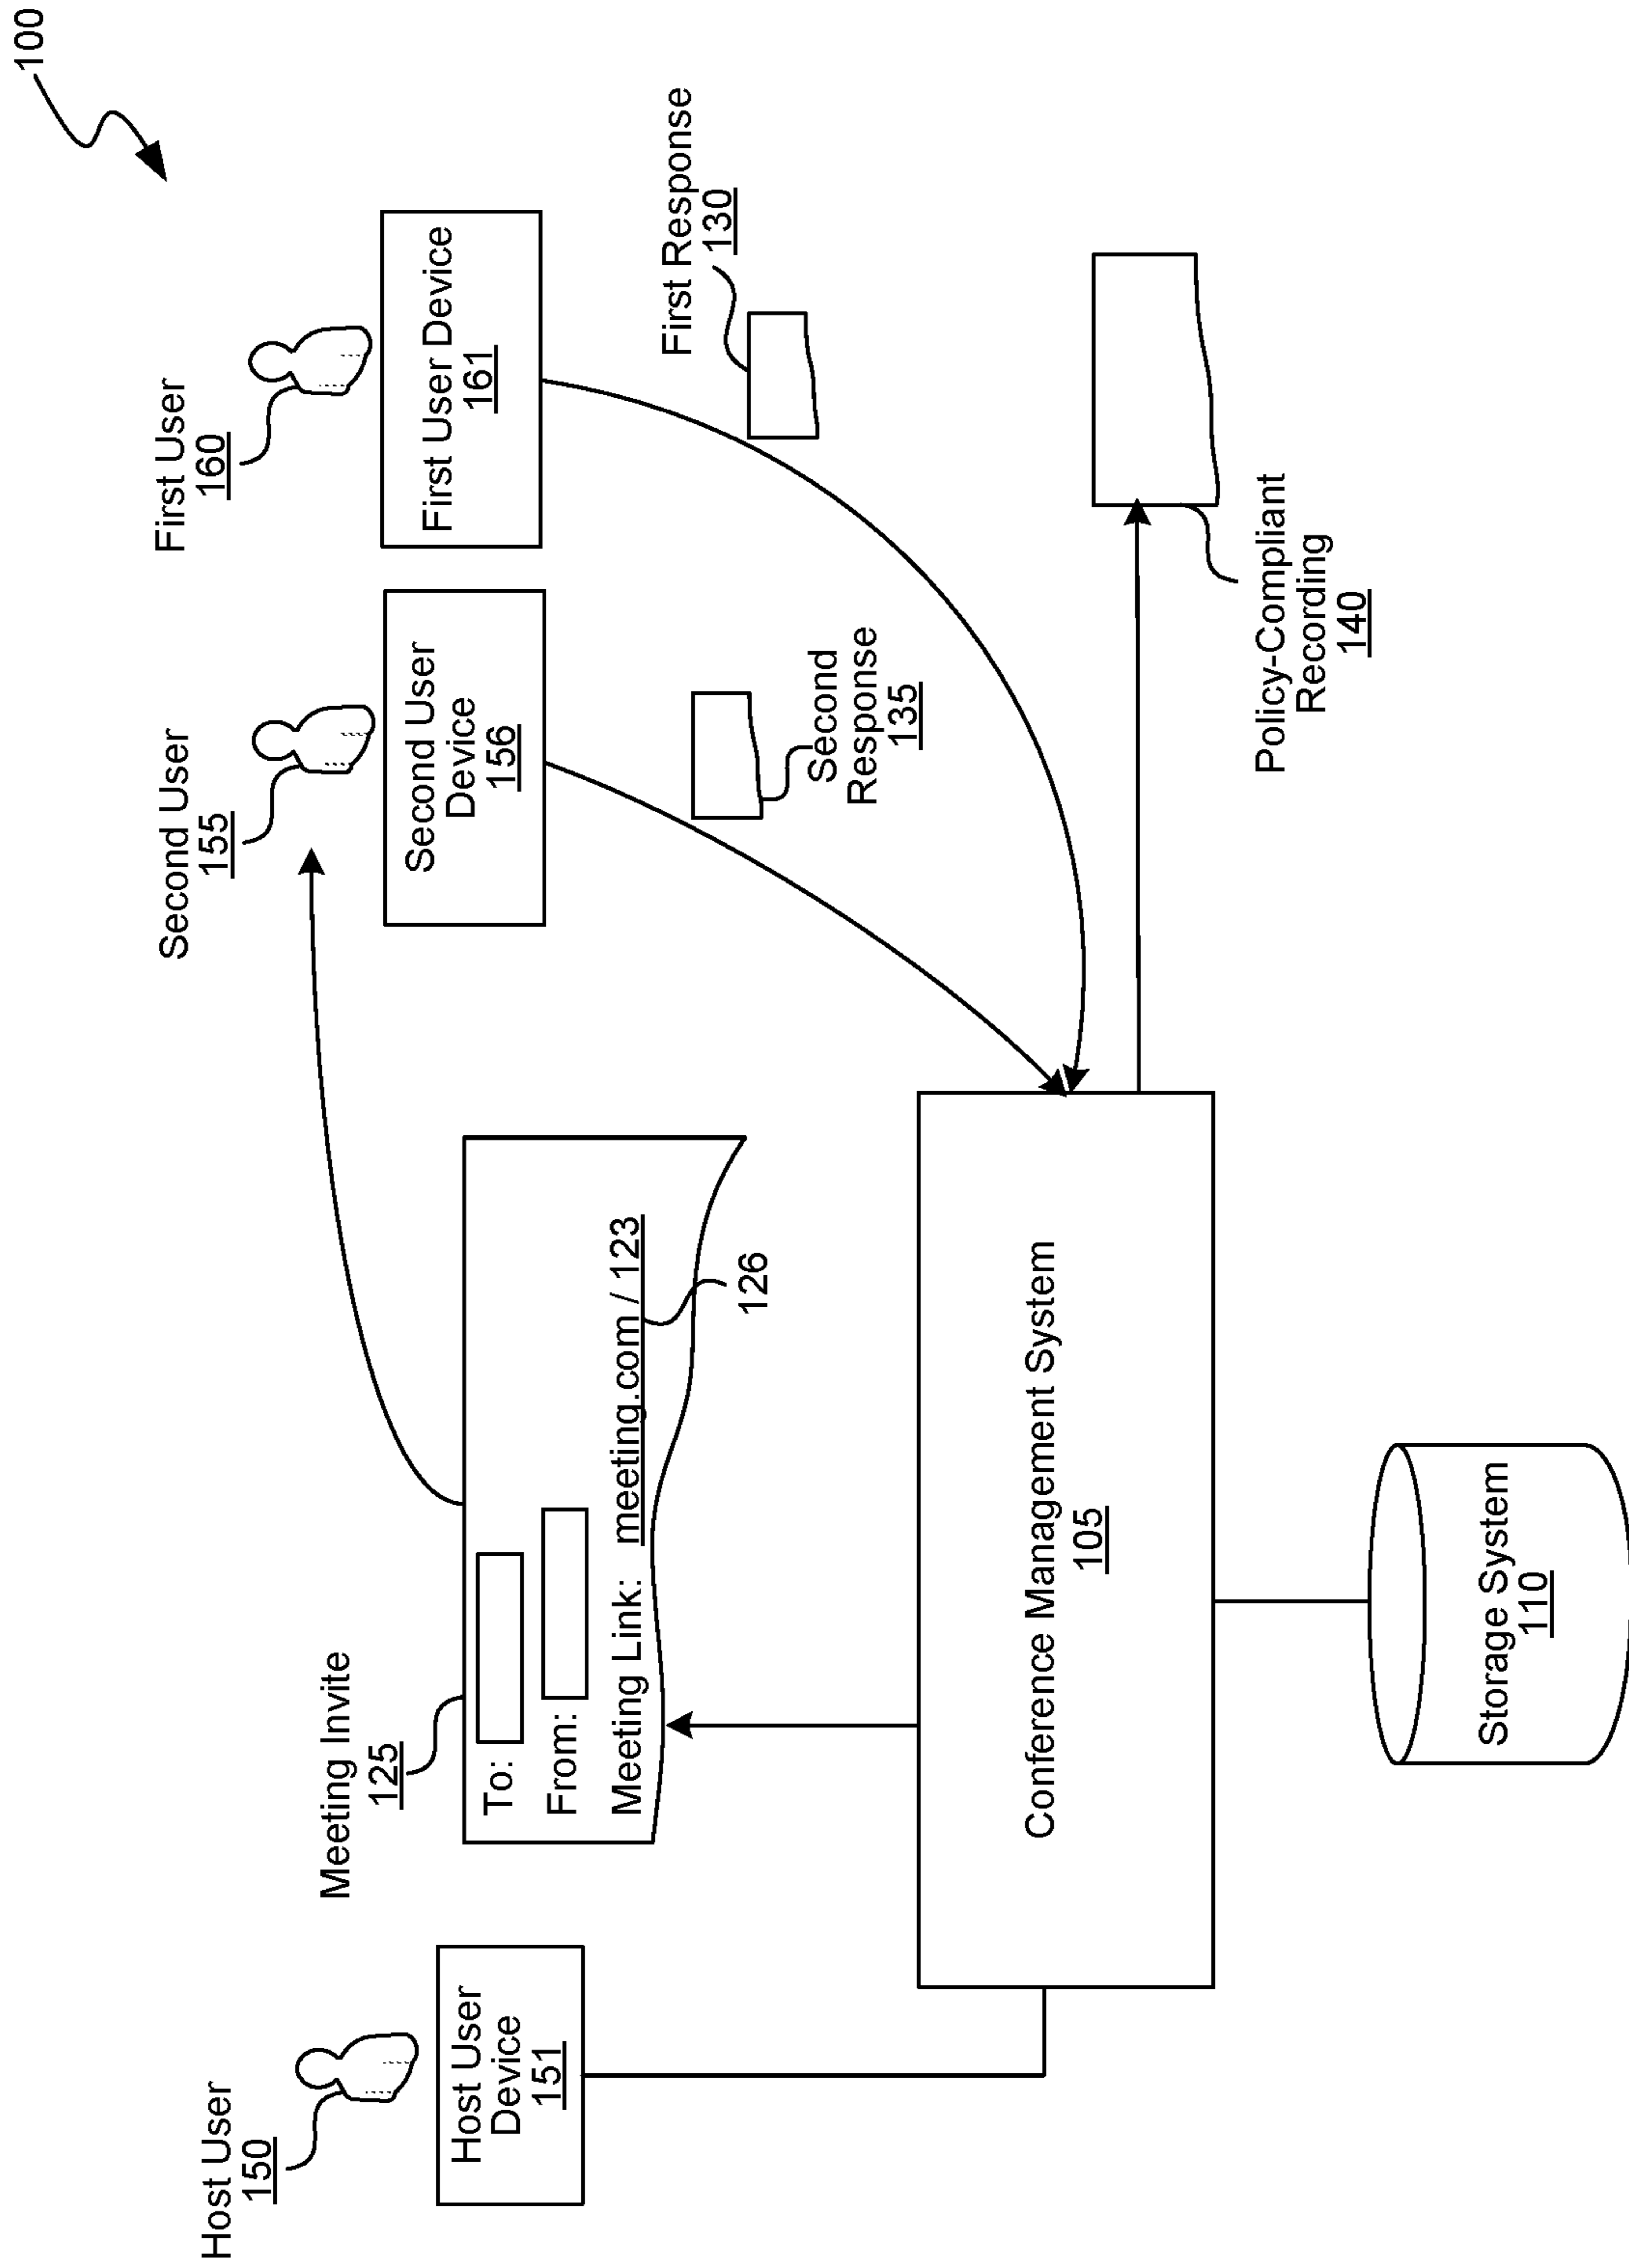 100
Host User
150
Host User
Device
151
Meeting Invite
125
To:
From:
Meeting Link: meeting.com / 123
126
Second User
155
Second User
Device
156
First User
160
First User Device
161
First Response
130
Second
Response
135
Conference Management System
105
Policy-Compliant
Recording
140
Storage System
110